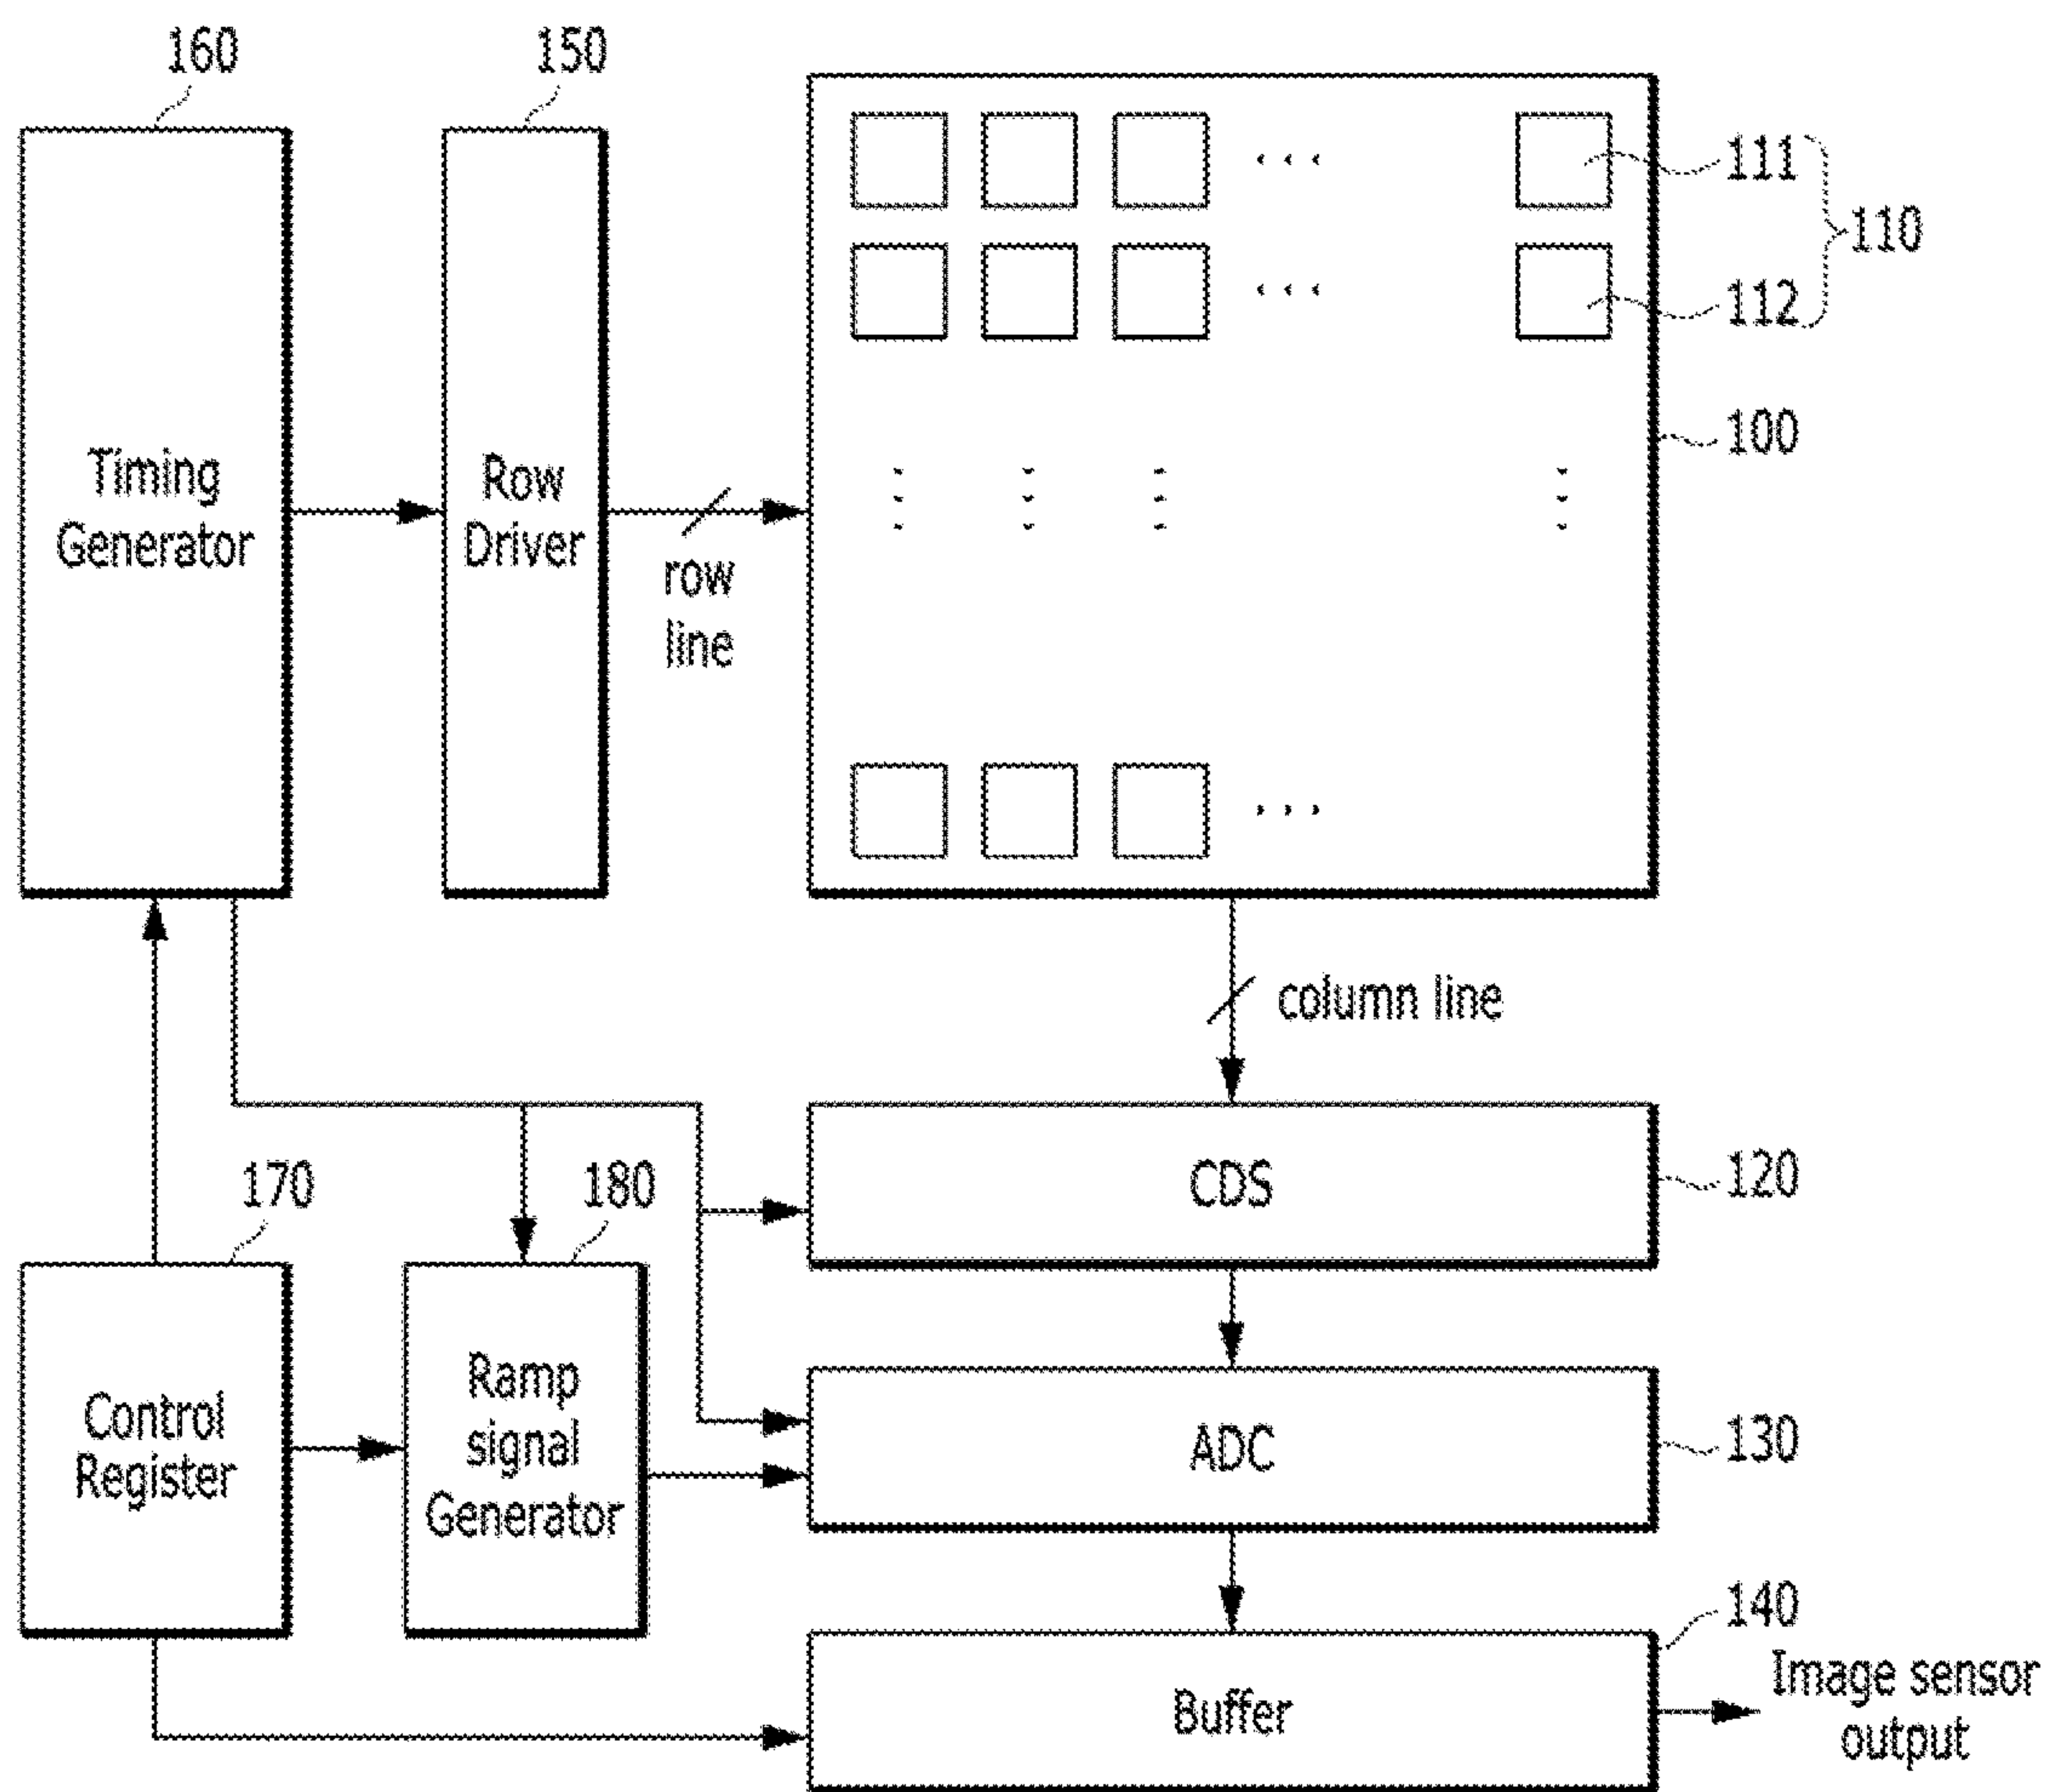 160
150
111
110
112
100
Timing
Generator
Row
Driver
row
line
column line
170
180
CDS
120
Control
Register
Ramp
signal
Generator
ADC
130
140
Buffer
Image sensor
output